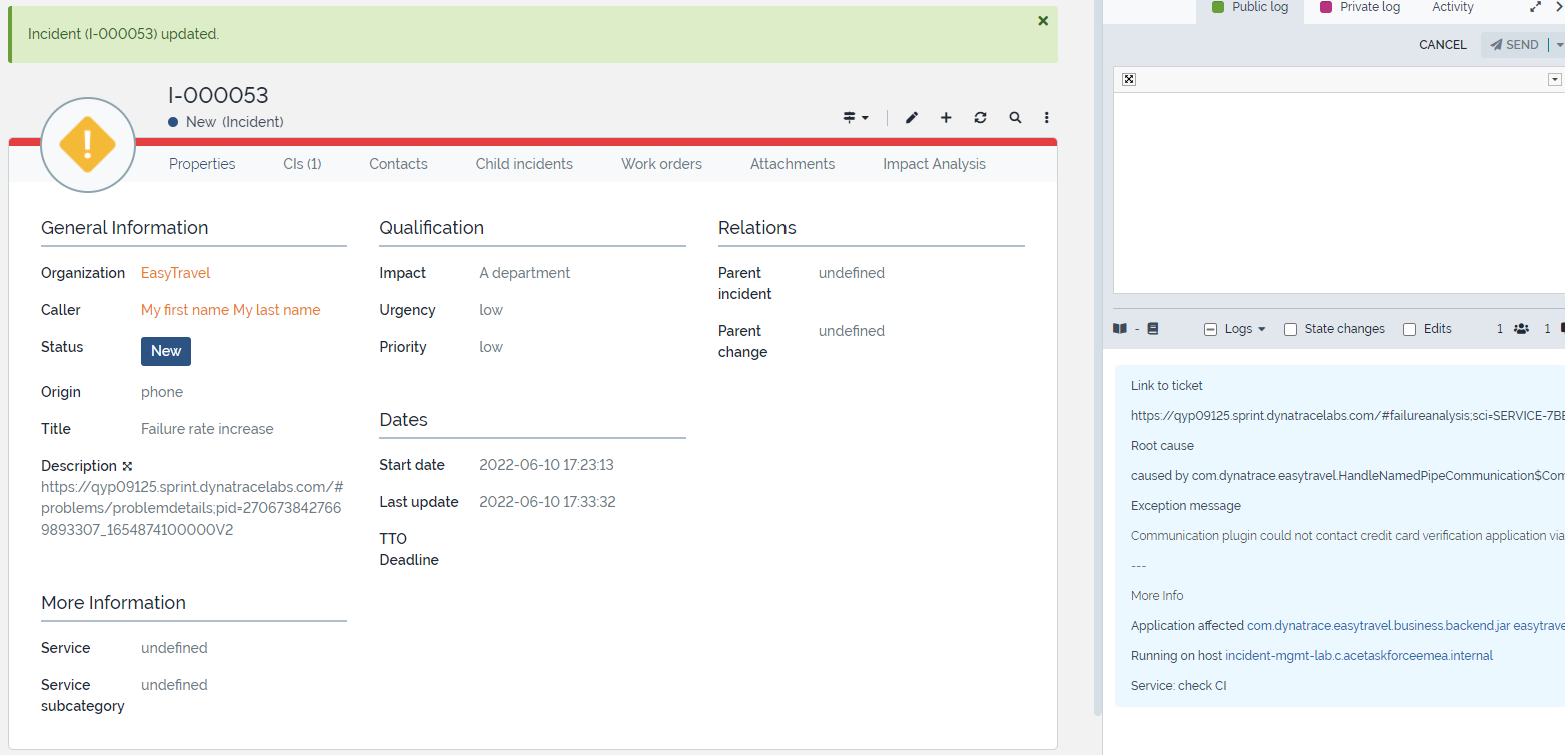 Incident (I-000053) updated.
I-000053
New (Incident)
Properties
CIs (1)
Contacts
Child incidents
Work orders
Attachments
Impact Analysis
General Information
Organization EasyTravel
Caller My first name My last name
Status New
Origin phone
Title Failure rate increase
Description
https://qyp09125.sprint.dynatracelabs.com/#
problems/problemdetails;pid=270673842766
9893307_1654874100000V2
More Information
Service undefined
Service undefined
subcategory
Qualification
Impact A department
Urgency low
Priority low
Dates
Start date 2022-06-10 17:23:13
Last update 2022-06-10 17:33:32
TTO
Deadline
Relations
Parent undefined
incident
Parent undefined
change
Public log
Private log
Activity
CANCEL
SEND
- Logs State changes Edits 1 1
Link to ticket
https://qyp09125.sprint.dynatracelabs.com/#failureanalysis;sci=SERVICE-7BE
Root cause
caused by com.dynatrace.easytravel.HandleNamedPipeCommunication$Com
Exception message
Communication plugin could not contact credit card verification application via
---
More Info
Application affected com.dynatrace.easytravel.business.backend.jar easytrave
Running on host incident-mgmt-lab.c.acetaskforceemea.internal
Service: check CI